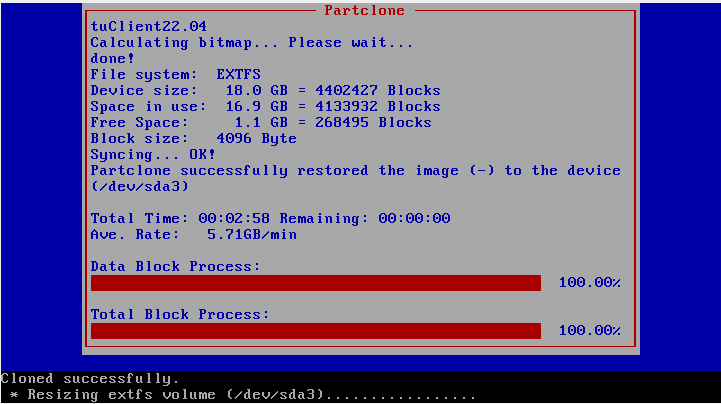 Partclone
tuClient22.04
Calculating bitmap... Please wait...
done!
File system:  EXTFS
Device size:   18.0 GB = 4402427 Blocks
Space in use:  16.9 GB = 4133932 Blocks
Free Space:     1.1 GB = 268495 Blocks
Block size:   4096 Byte
Syncing... OK!
Partclone successfully restored the image (-) to the device
(/dev/sda3)
Total Time: 00:02:58 Remaining: 00:00:00
Ave. Rate:   5.71GB/min
Data Block Process:
100.00%
Total Block Process:
100.00%
Cloned successfully.
* Resizing extfs volume (/dev/sda3).................